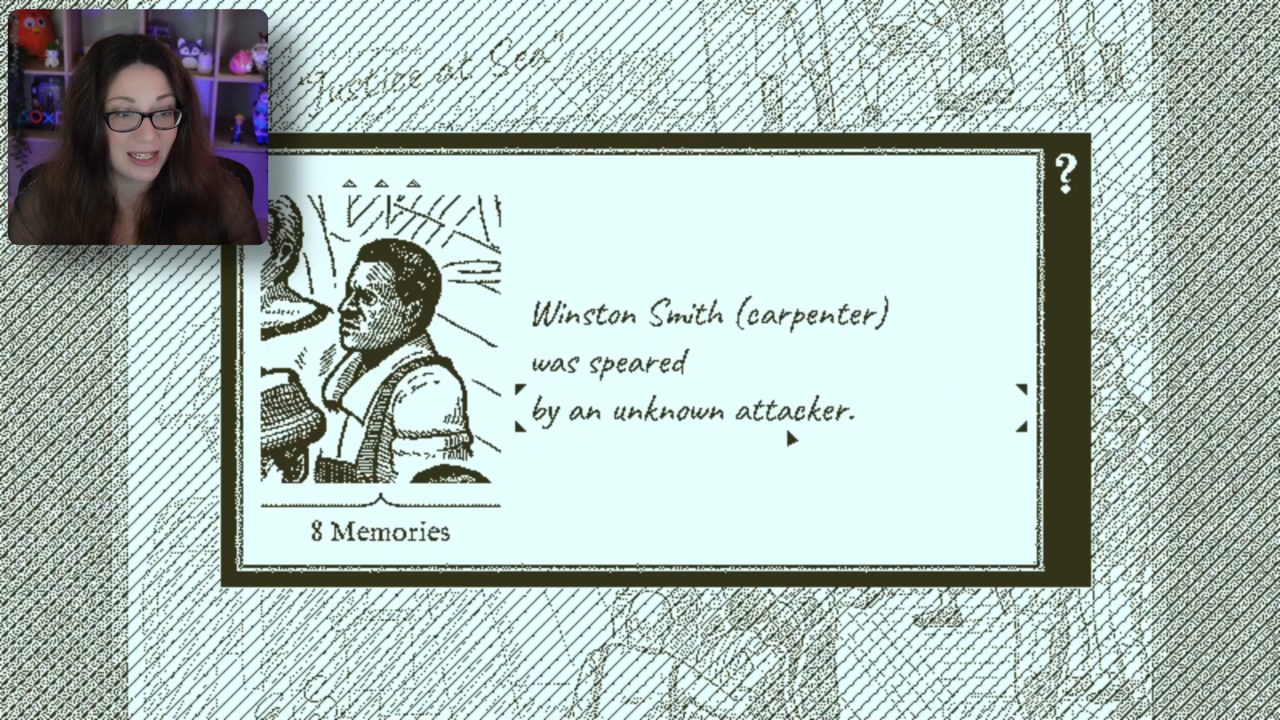 "Justice at Sea"
?
Winston Smith (carpenter)
was speared
by an unknown attacker.
8 Memories